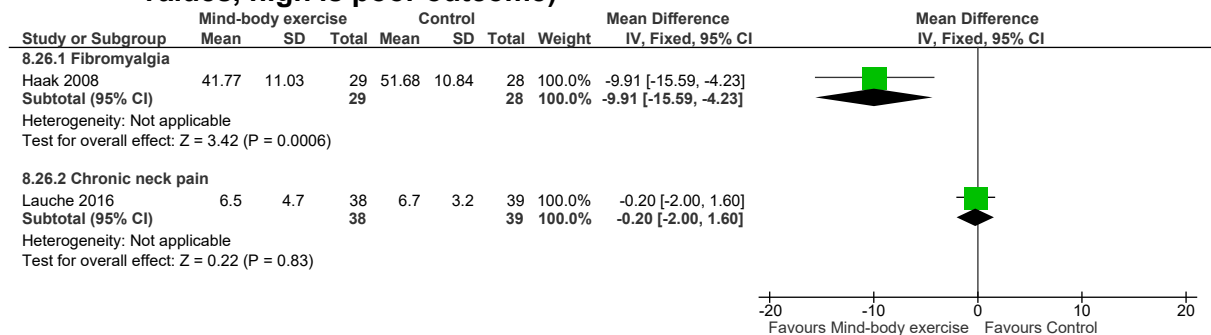 values, high is poor outcome)
Mind-body exercise Control Mean Difference Mean Difference
Study or Subgroup Mean SD Total Mean SD Total Weight IV, Fixed, 95% CI IV, Fixed, 95% CI
8.26.1 Fibromyalgia
Haak 2008 41.77 11.03 29 51.68 10.84 28 100.0% -9.91 [-15.59, -4.23]
Subtotal (95% CI) 29 28 100.0% -9.91 [-15.59, -4.23]
Heterogeneity: Not applicable
Test for overall effect: Z = 3.42 (P = 0.0006)
8.26.2 Chronic neck pain
Lauche 2016 6.5 4.7 38 6.7 3.2 39 100.0% -0.20 [-2.00, 1.60]
Subtotal (95% CI) 38 39 100.0% -0.20 [-2.00, 1.60]
Heterogeneity: Not applicable
Test for overall effect: Z = 0.22 (P = 0.83)
-20 -10 0 10 20
Favours Mind-body exercise Favours Control